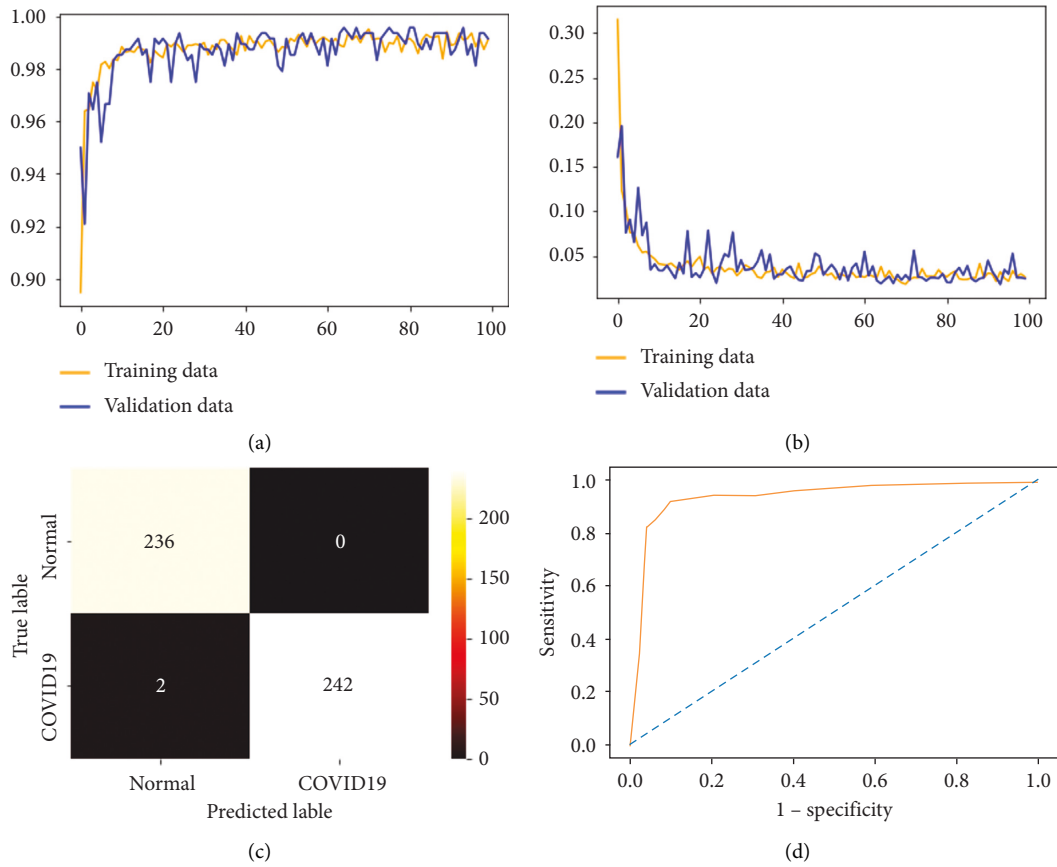 1.00
0.98
0.96
0.94
0.92
0.90
0 20 40 60 80 100
Training data
Validation data
(a)
0.30
0.25
0.20
0.15
0.10
0.05
0 20 40 60 80 100
Training data
Validation data
(b)
True lable
Normal
COVID19
236 0
2 242
Normal COVID19
Predicted lable
200
150
100
50
0
(c)
Sensitivity
1.0
0.8
0.6
0.4
0.2
0.0
0.0 0.2 0.4 0.6 0.8 1.0
1 – specificity
(d)